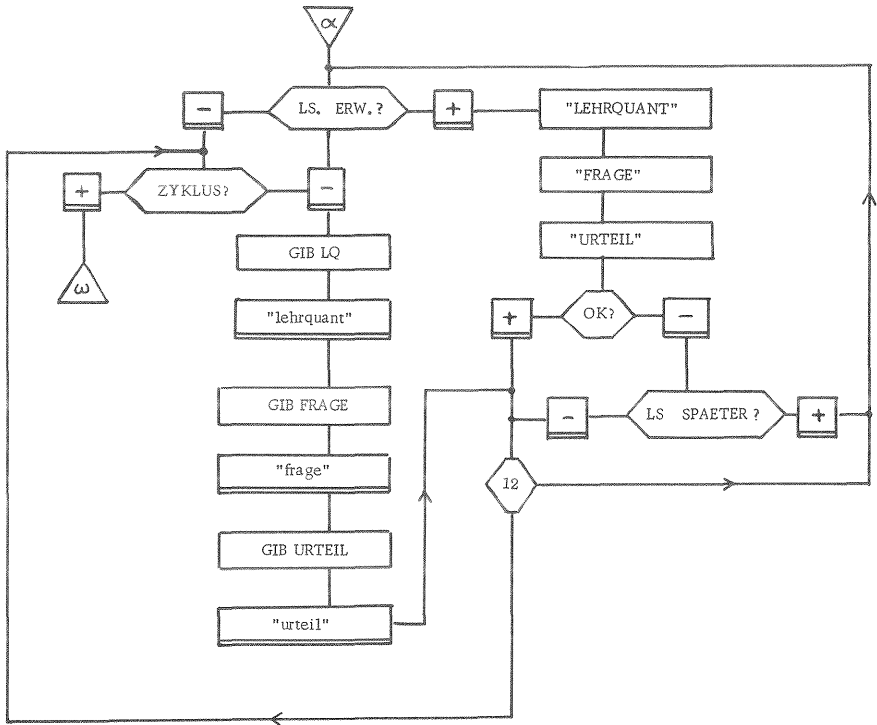 α
LS. ERW.?
-
+
"LEHRQUANT"
ZYKLUS?
+
-
"FRAGE"
"URTEIL"
GIB LQ
ω
"lehrquant"
+
OK?
-
GIB FRAGE
-
LS SPAETER ?
+
"frage"
12
GIB URTEIL
"urteil"